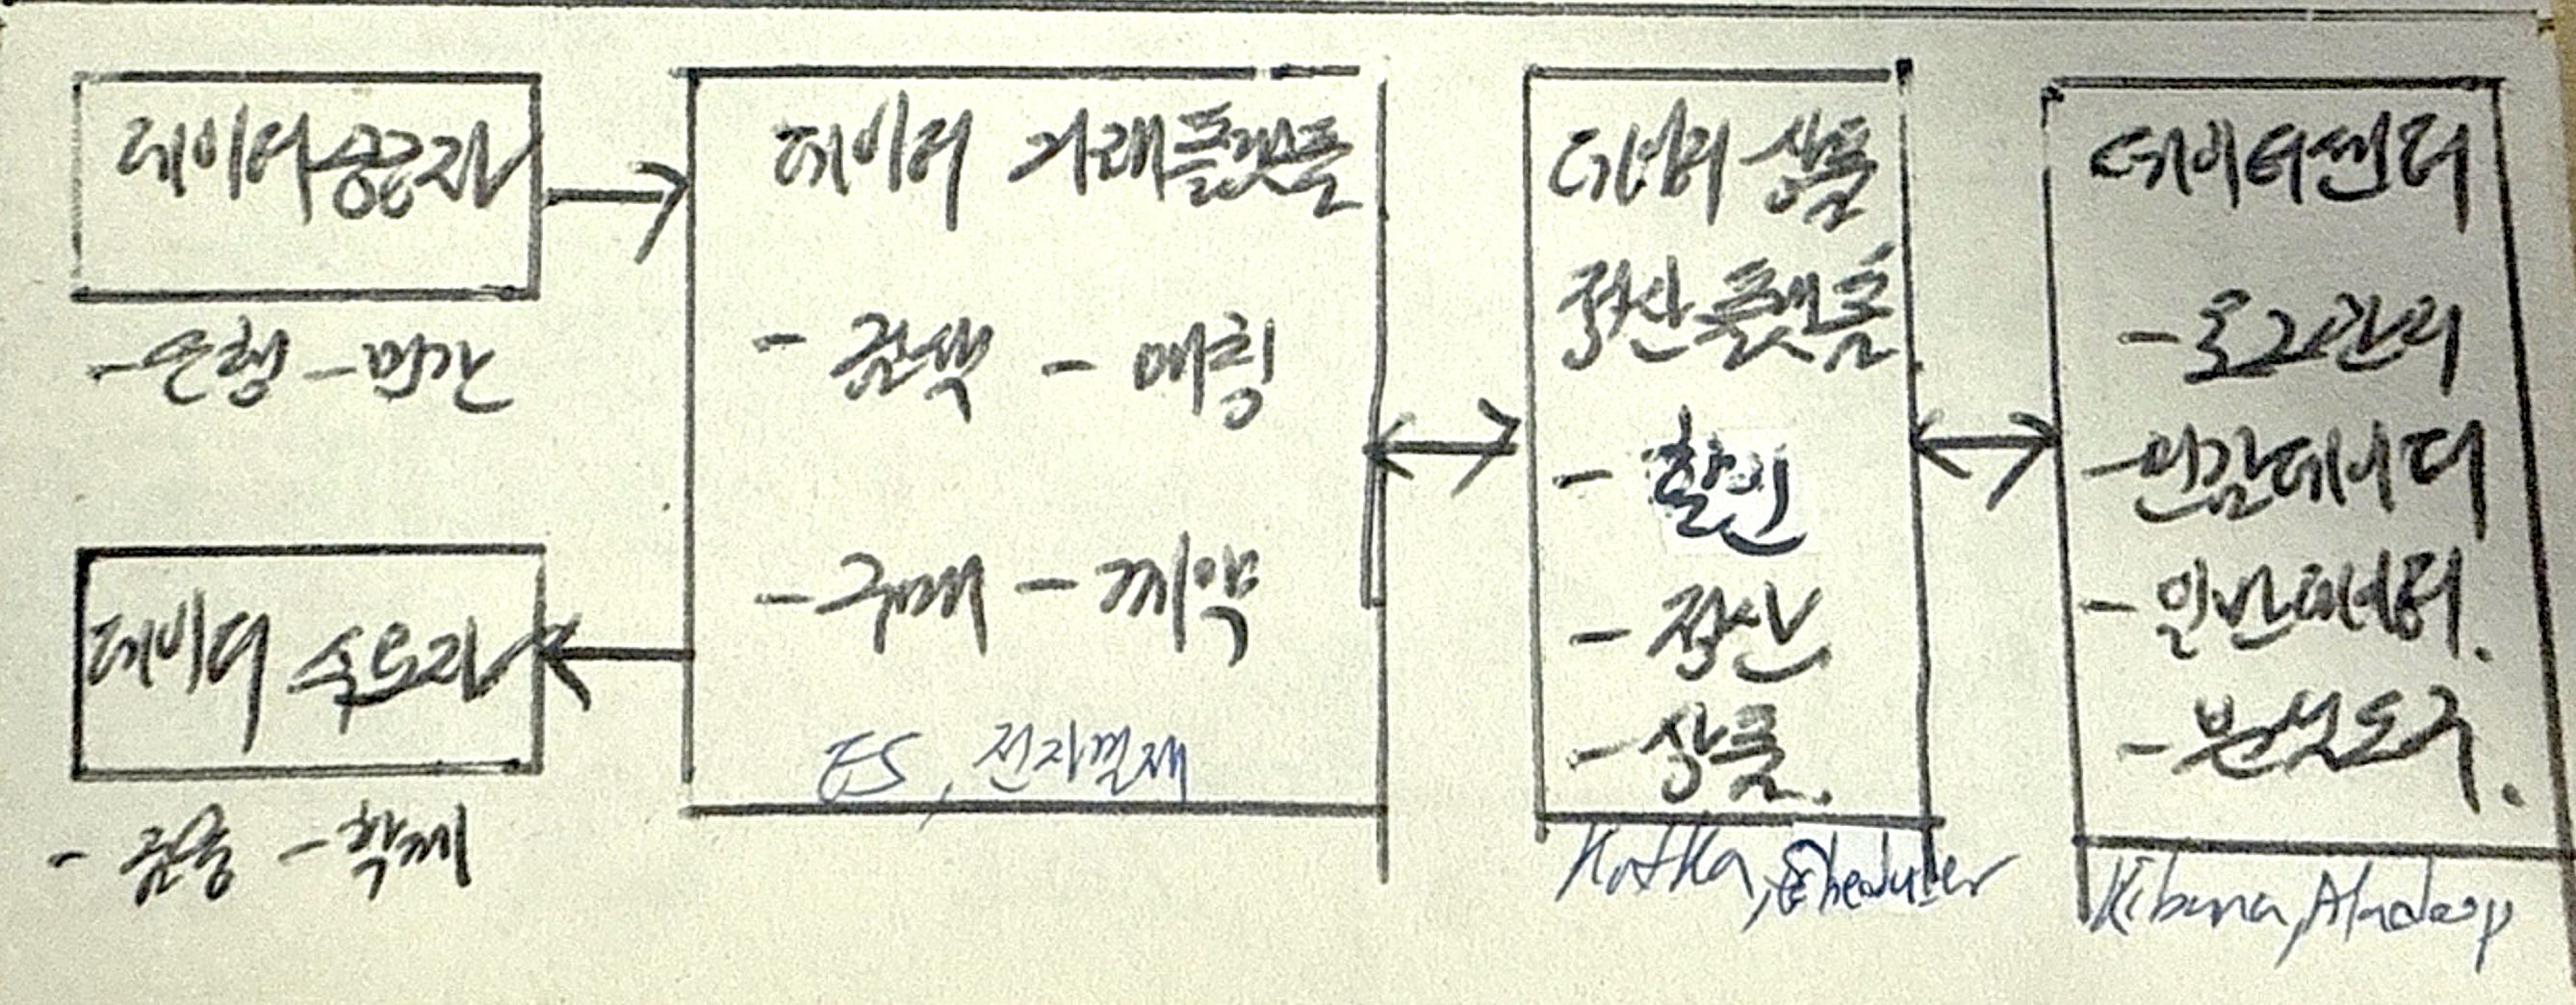 데이터공급자
-은행 -민간
데이터 수요자
- 금융 -학계
데이터 거래플랫폼
- 검색 - 매칭
-구매 - 계약
ES, 전자결재
데이터 상품
정산플랫폼
- 할인
- 정산
- 상품.
Kafka, Scheduler
데이터센터
-로그관리
-민감데이터
- 일반데이터.
- 분석도구.
Kibana, Hadoop